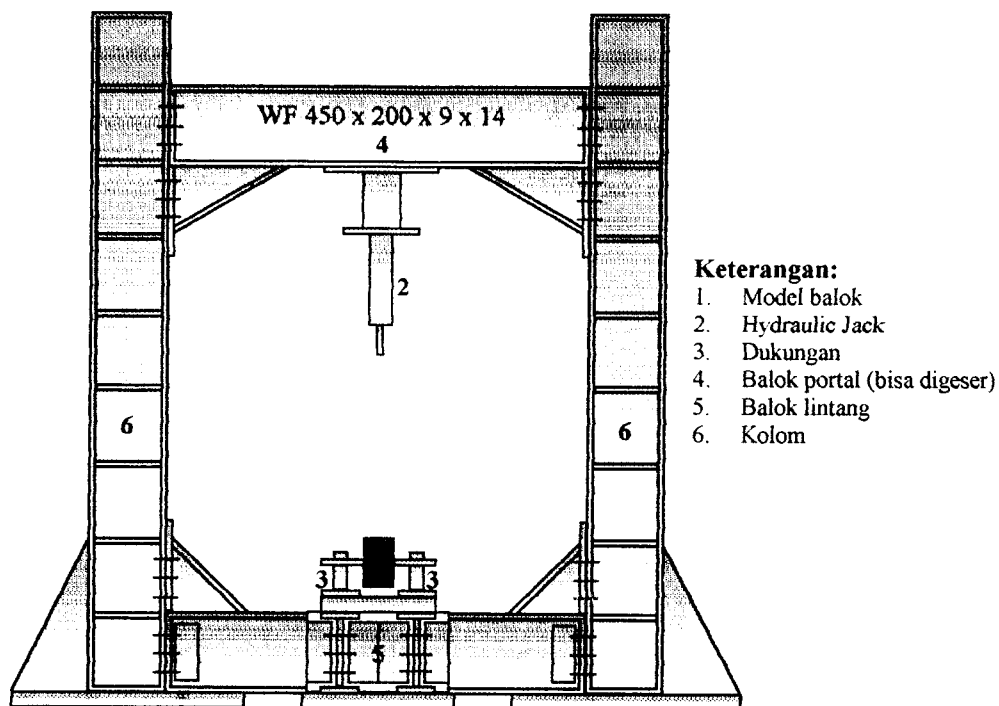 WF 450 x 200 x 9 x 14
4
2
6
6
3
3
5
Keterangan:
1. Model balok
2. Hydraulic Jack
3. Dukungan
4. Balok portal (bisa digeser)
5. Balok lintang
6. Kolom